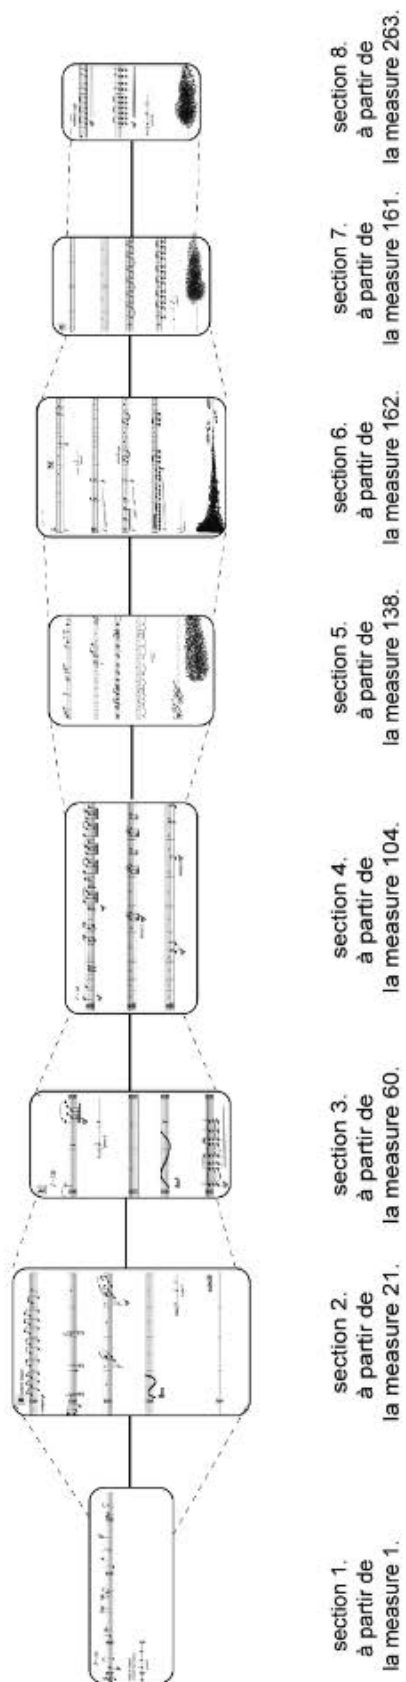 section 1.
à partir de
la measure 1.
section 2.
à partir de
la measure 21.
section 3.
à partir de
la measure 60.
section 4.
à partir de
la measure 104.
section 5.
à partir de
la measure 138.
section 6.
à partir de
la measure 162.
section 7.
à partir de
la measure 161.
section 8.
à partir de
la measure 263.